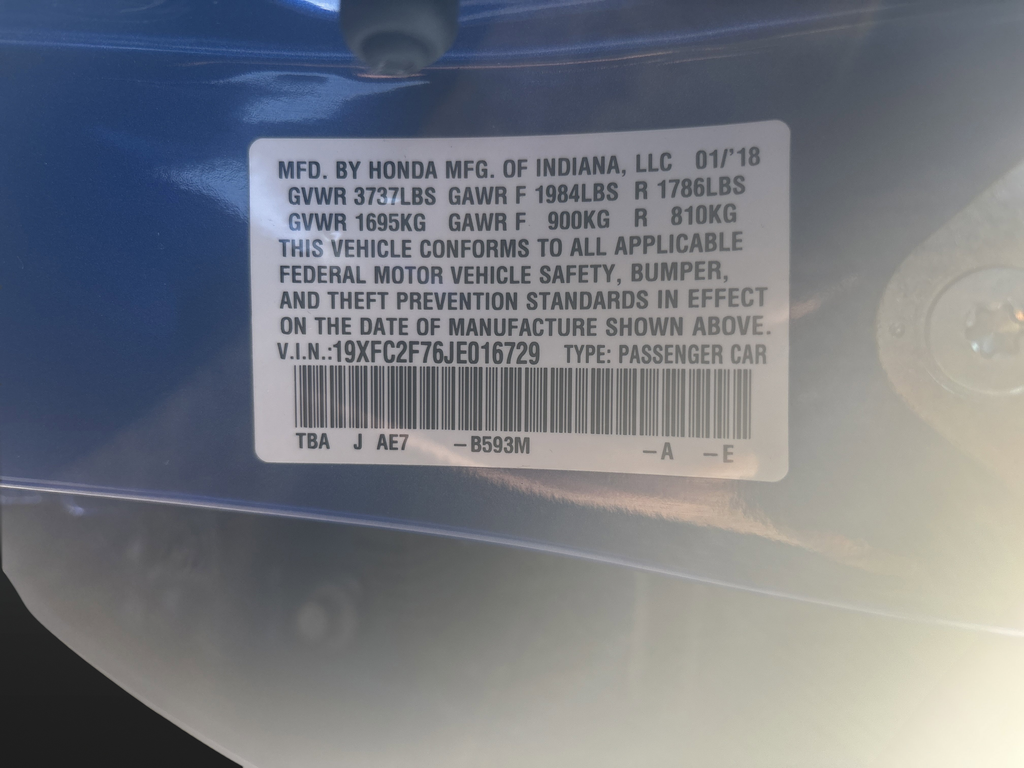 MFD. BY HONDA MFG. OF INDIANA, LLC 01/'18
GVWR 3737LBS GAWR F 1984LBS R 1786LBS
GVWR 1695KG GAWR F 900KG R 810KG
THIS VEHICLE CONFORMS TO ALL APPLICABLE
FEDERAL MOTOR VEHICLE SAFETY, BUMPER,
AND THEFT PREVENTION STANDARDS IN EFFECT
ON THE DATE OF MANUFACTURE SHOWN ABOVE.
V.I.N.:19XFC2F76JE016729 TYPE: PASSENGER CAR
TBA J AE7 –B593M –A –E